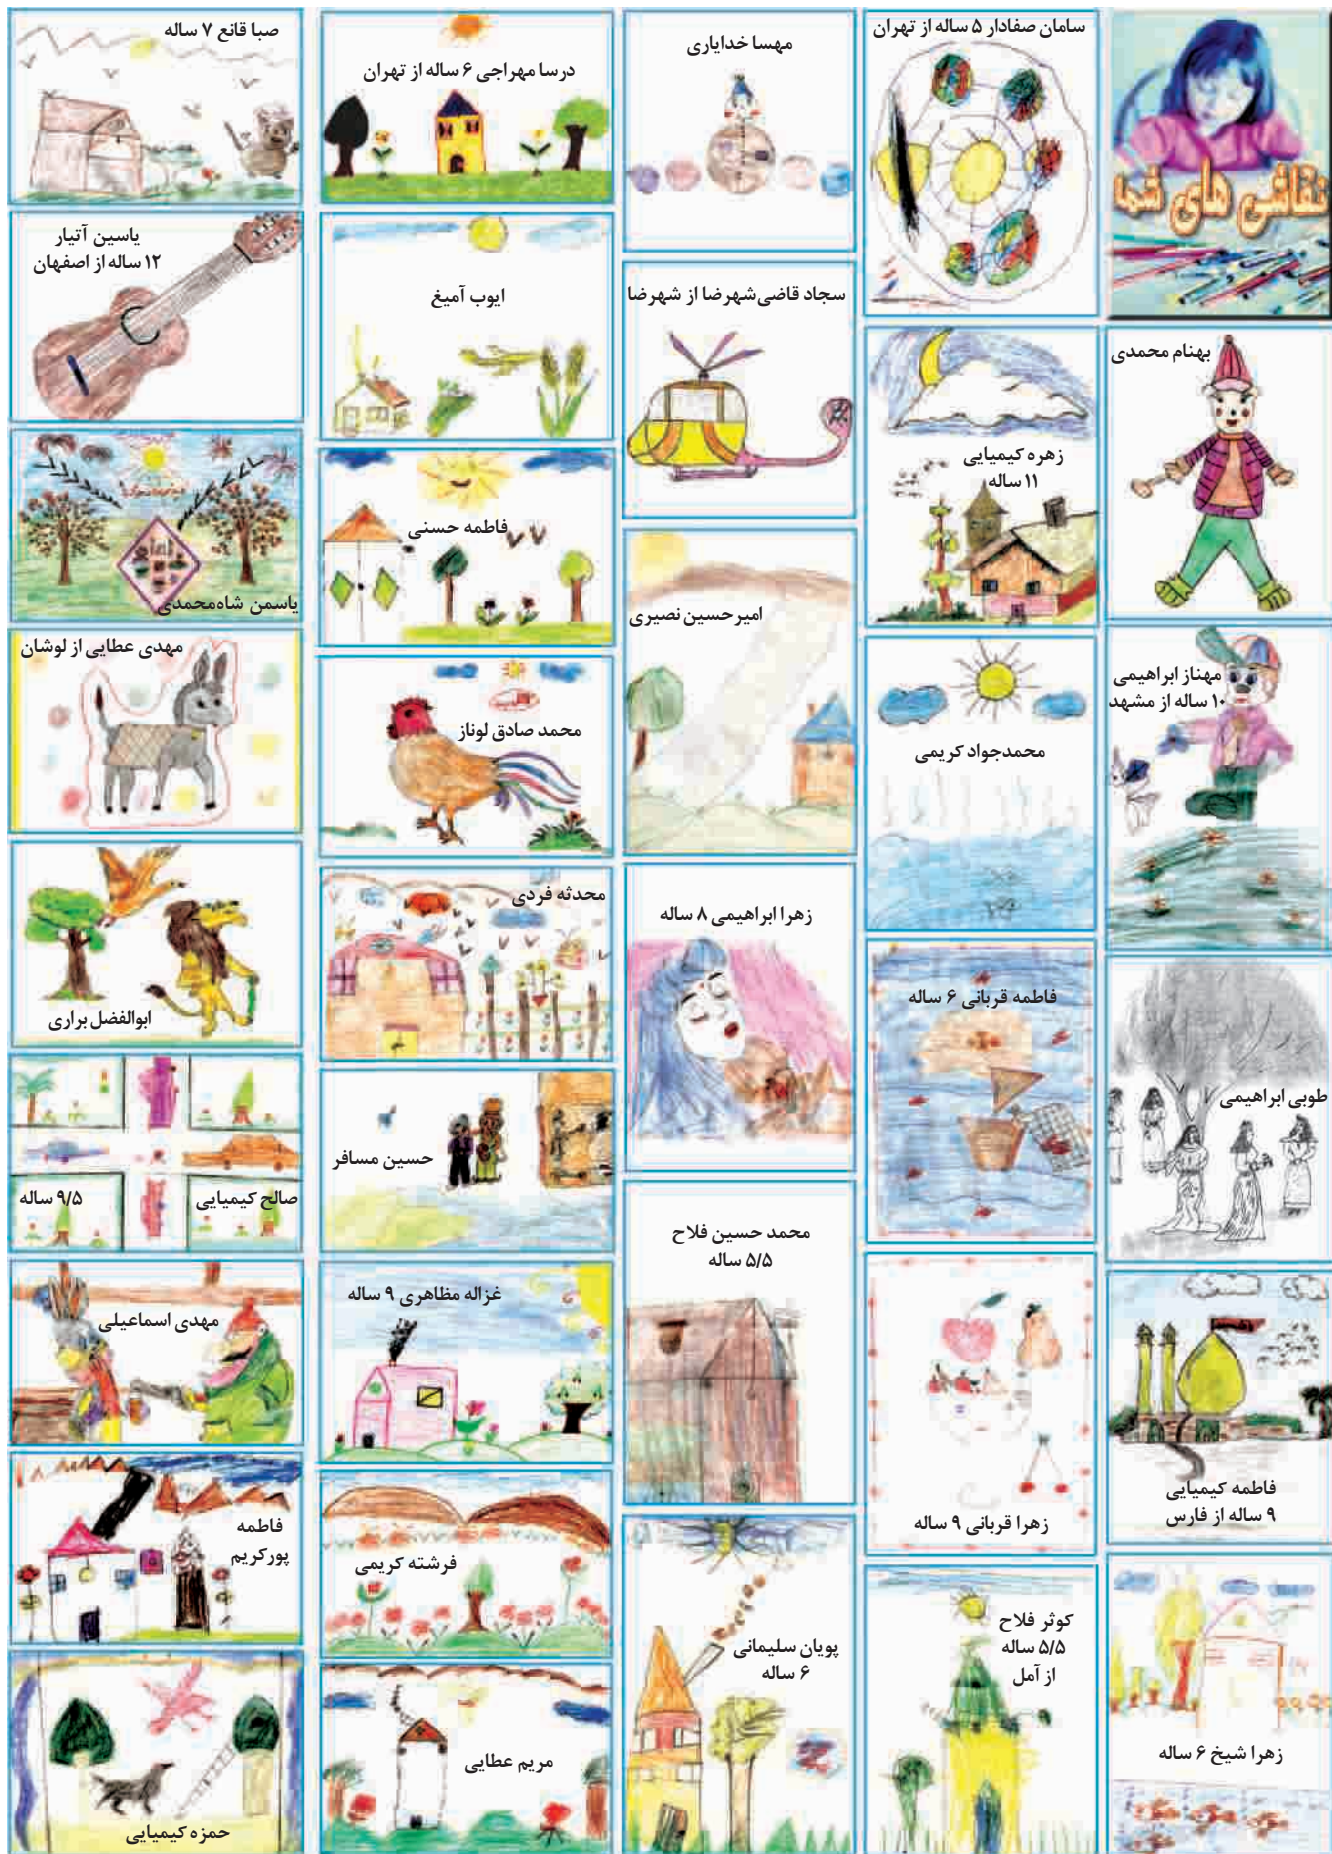 نقاشی های شما
سامان صفادار ۵ ساله از تهران
مهسا خدایاری
درسا مهراجی ۶ ساله از تهران
صبا قانع ۷ ساله
یاسین آتیار
۱۲ ساله از اصفهان
ایوب آمیغ
سجاد قاضی‌شهرضا از شهرضا
زهره کیمیایی
۱۱ ساله
بهنام محمدی
فاطمه حسنی
یاسمن شاه‌محمدی
امیرحسین نصیری
مهدی عطایی از لوشان
محمد صادق لوناز
محمدجواد کریمی
مهناز ابراهیمی
۱۰ ساله از مشهد
زهرا ابراهیمی ۸ ساله
محدثه فردی
ابوالفضل براری
فاطمه قربانی ۶ ساله
طوبی ابراهیمی
حسین مسافر
صالح کیمیایی
۹/۵ ساله
محمد حسین فلاح
۵/۵ ساله
غزاله مظاهری ۹ ساله
مهدی اسماعیلی
زهرا قربانی ۹ ساله
فاطمه کیمیایی
۹ ساله از فارس
فرشته کریمی
فاطمه
پورکریم
پویان سلیمانی
۶ ساله
کوثر فلاح
۵/۵ ساله
از آمل
زهرا شیخ ۶ ساله
مریم عطایی
حمزه کیمیایی